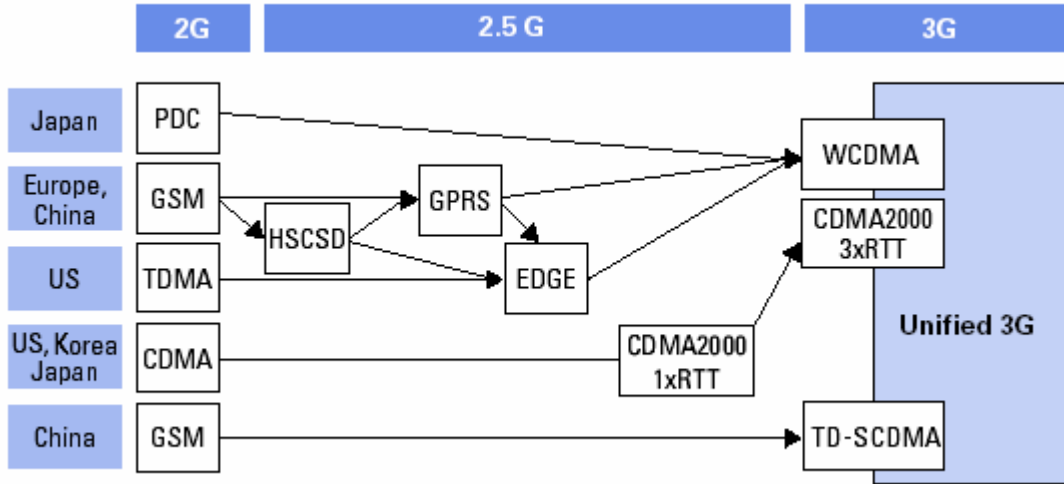 2G
2.5 G
3G
Japan
PDC
WCDMA
Europe,
China
GSM
HSCSD
GPRS
CDMA2000
3xRTT
US
TDMA
EDGE
Unified 3G
US, Korea
Japan
CDMA
CDMA2000
1xRTT
China
GSM
TD-SCDMA